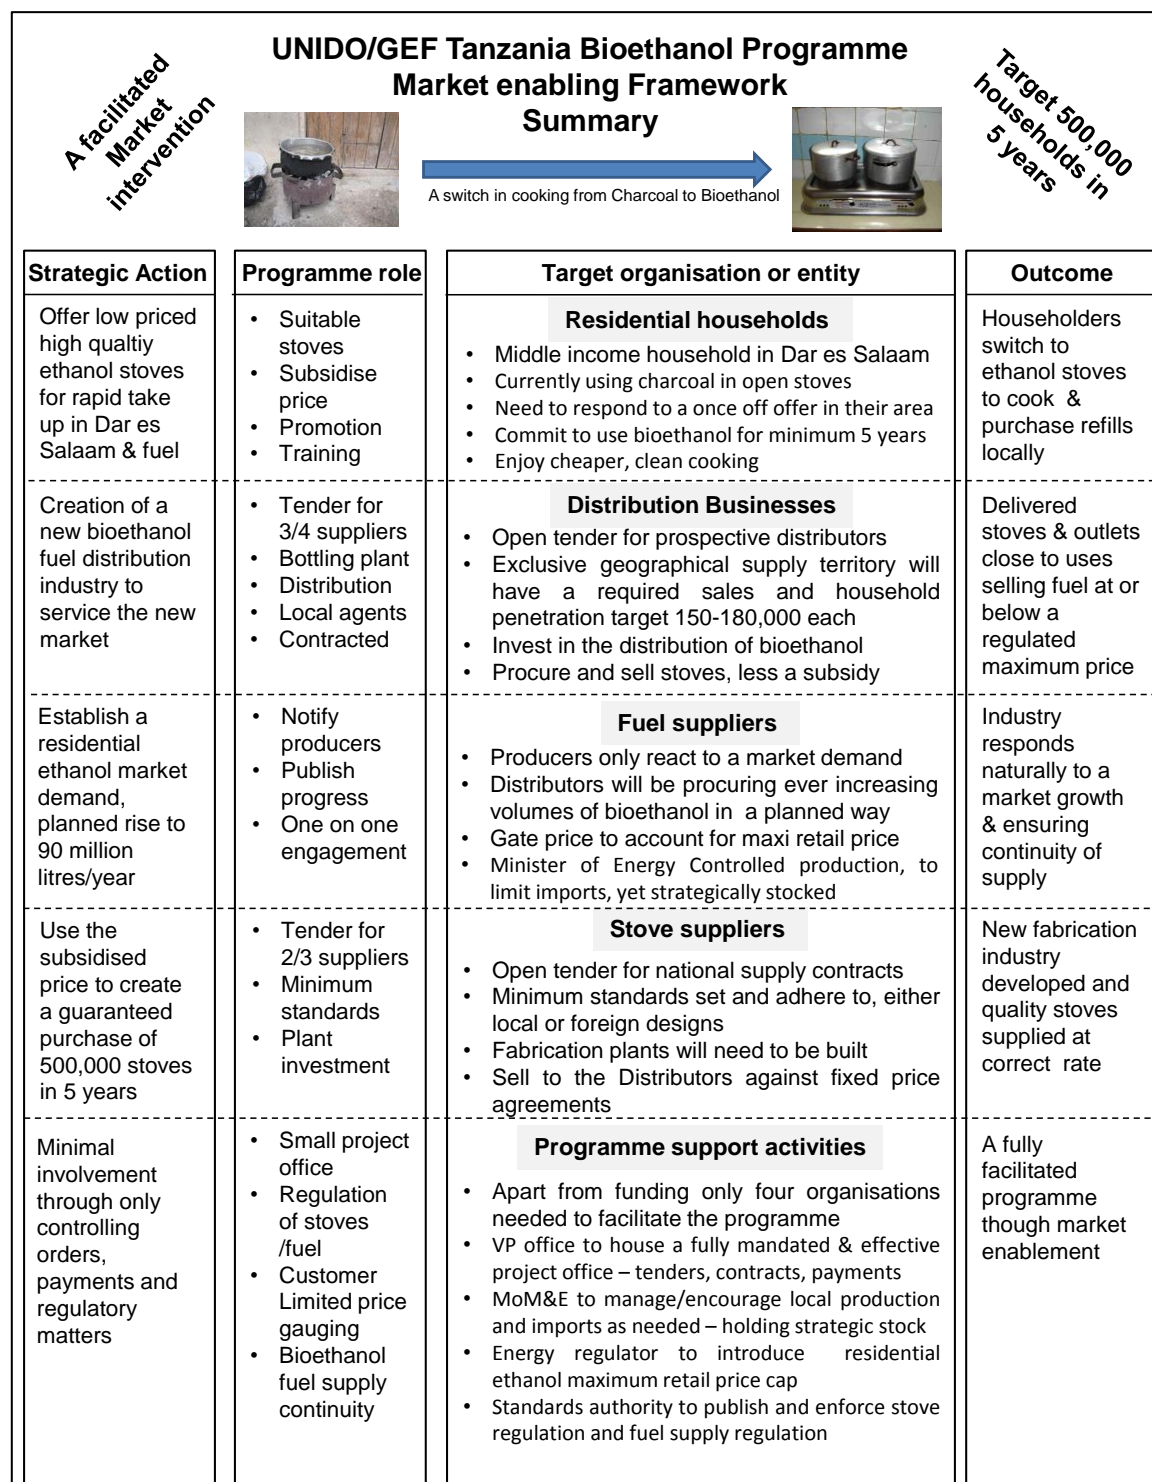 A facilitated
Market
intervention
UNIDO/GEF Tanzania Bioethanol Programme
Market enabling Framework
Summary
Target 500,000
households in
5 years
A switch in cooking from Charcoal to Bioethanol
Strategic Action
Offer low priced
high qualtiy
ethanol stoves
for rapid take
up in Dar es
Salaam & fuel
Creation of a
new bioethanol
fuel distribution
industry to
service the new
market
Establish a
residential
ethanol market
demand,
planned rise to
90 million
litres/year
Use the
subsidised
price to create
a guaranteed
purchase of
500,000 stoves
in 5 years
Minimal
involvement
through only
controlling
orders,
payments and
regulatory
matters
Programme role
• Suitable
stoves
• Subsidise
price
• Promotion
• Training
• Tender for
3/4 suppliers
• Bottling plant
• Distribution
• Local agents
• Contracted
• Notify
producers
• Publish
progress
• One on one
engagement
• Tender for
2/3 suppliers
• Minimum
standards
• Plant
investment
• Small project
office
• Regulation
of stoves
/fuel
• Customer
Limited price
gauging
• Bioethanol
fuel supply
continuity
Target organisation or entity
Residential households
• Middle income household in Dar es Salaam
• Currently using charcoal in open stoves
• Need to respond to a once off offer in their area
• Commit to use bioethanol for minimum 5 years
• Enjoy cheaper, clean cooking
Distribution Businesses
• Open tender for prospective distributors
• Exclusive geographical supply territory will
have a required sales and household
penetration target 150-180,000 each
• Invest in the distribution of bioethanol
• Procure and sell stoves, less a subsidy
Fuel suppliers
• Producers only react to a market demand
• Distributors will be procuring ever increasing
volumes of bioethanol in a planned way
• Gate price to account for maxi retail price
• Minister of Energy Controlled production, to
limit imports, yet strategically stocked
Stove suppliers
• Open tender for national supply contracts
• Minimum standards set and adhere to, either
local or foreign designs
• Fabrication plants will need to be built
• Sell to the Distributors against fixed price
agreements
Programme support activities
• Apart from funding only four organisations
needed to facilitate the programme
• VP office to house a fully mandated & effective
project office – tenders, contracts, payments
• MoM&E to manage/encourage local production
and imports as needed – holding strategic stock
• Energy regulator to introduce residential
ethanol maximum retail price cap
• Standards authority to publish and enforce stove
regulation and fuel supply regulation
Outcome
Householders
switch to
ethanol stoves
to cook &
purchase refills
locally
Delivered
stoves & outlets
close to uses
selling fuel at or
below a
regulated
maximum price
Industry
responds
naturally to a
market growth
& ensuring
continuity of
supply
New fabrication
industry
developed and
quality stoves
supplied at
correct rate
A fully
facilitated
programme
though market
enablement